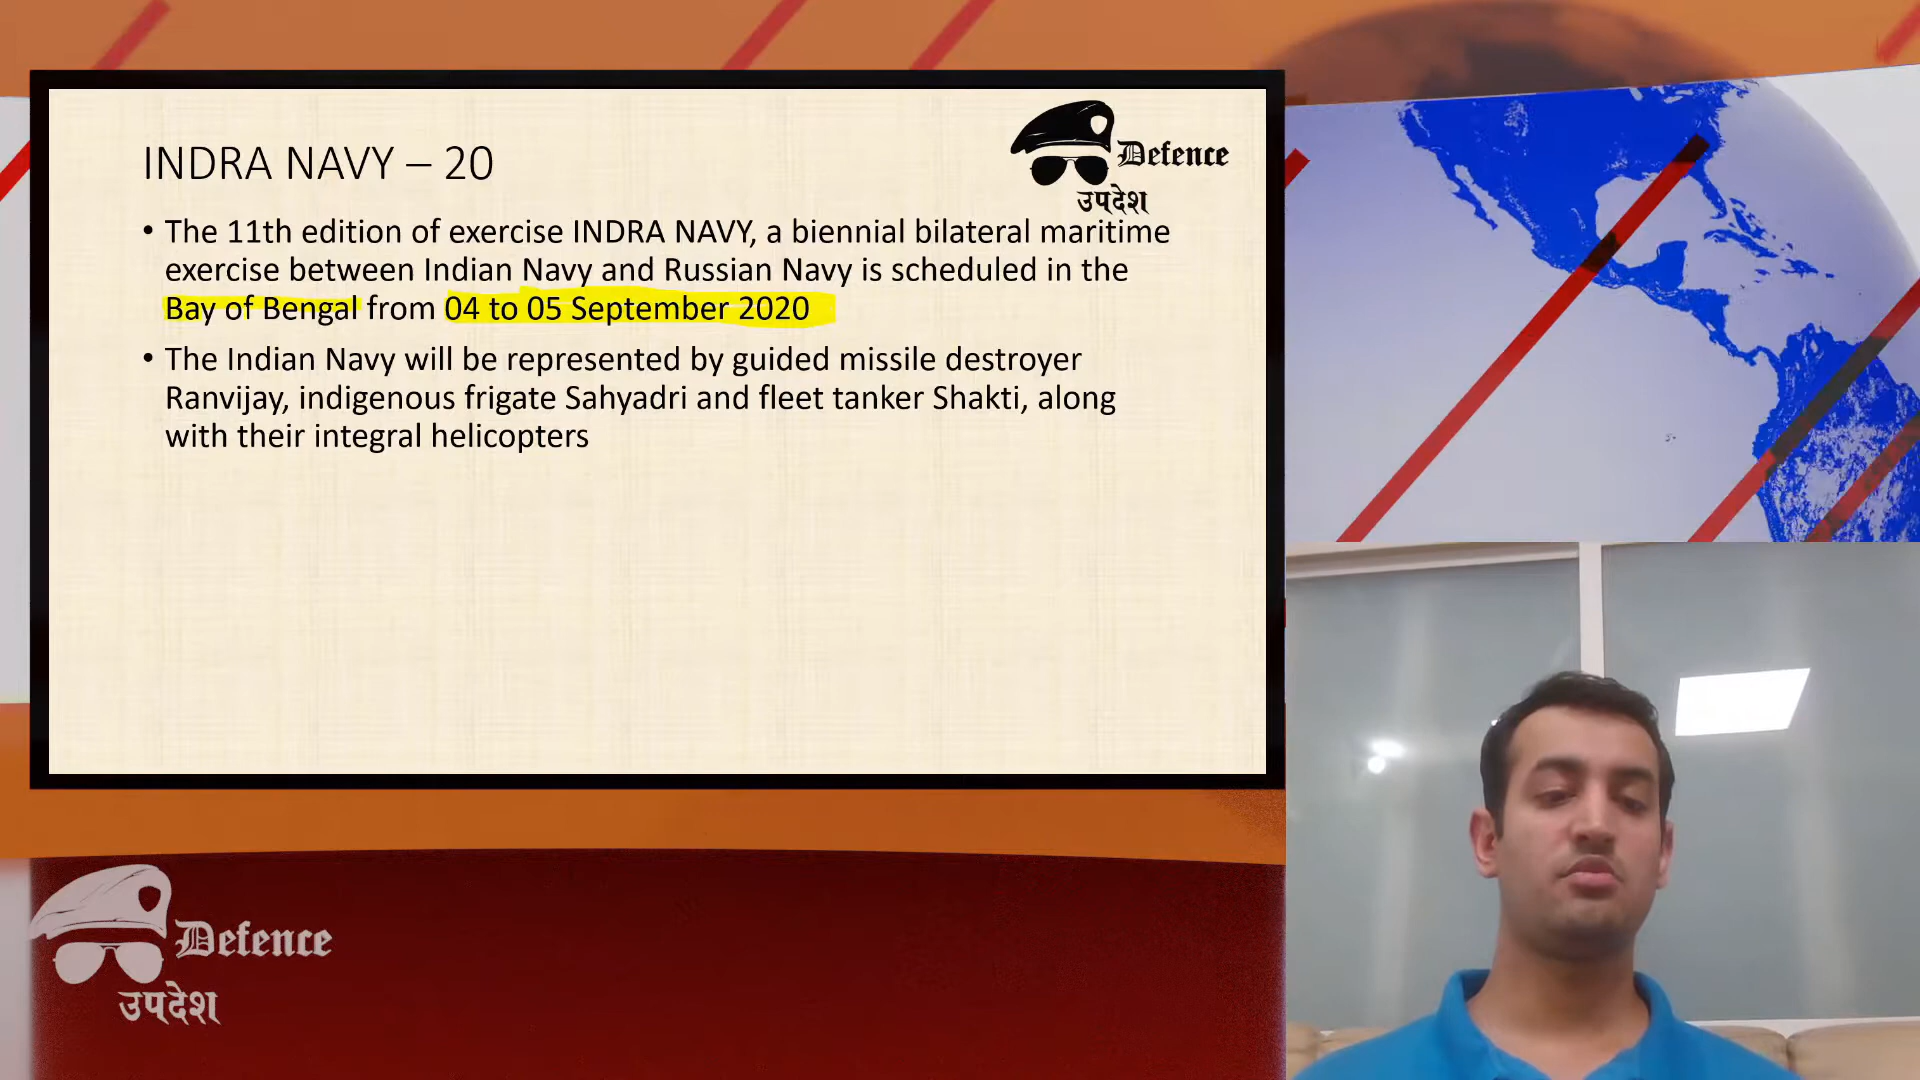 INDRA NAVY – 20
Defence
उपदेश
• The 11th edition of exercise INDRA NAVY, a biennial bilateral maritime
exercise between Indian Navy and Russian Navy is scheduled in the
Bay of Bengal from 04 to 05 September 2020
• The Indian Navy will be represented by guided missile destroyer
Ranvijay, indigenous frigate Sahyadri and fleet tanker Shakti, along
with their integral helicopters
Defence
उपदेश